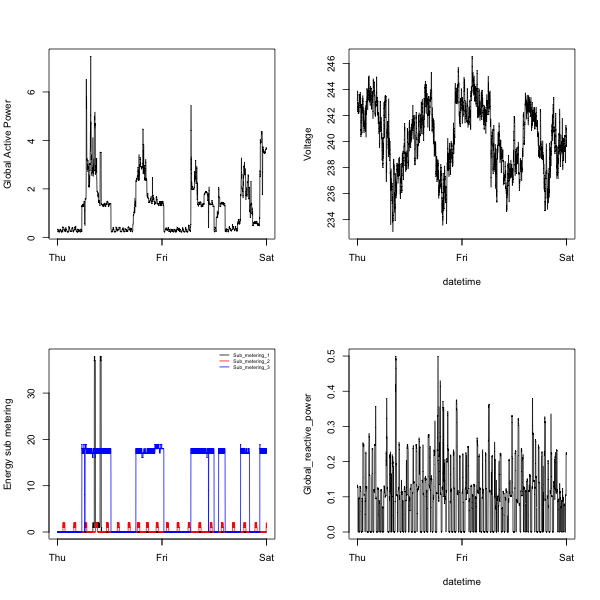 Global Active Power
0 2 4 6
Thu Fri Sat
Voltage
234 236 238 240 242 244 246
Thu Fri Sat
datetime
Energy sub metering
0 10 20 30
Sub_metering_1
Sub_metering_2
Sub_metering_3
Thu Fri Sat
Global_reactive_power
0.0 0.1 0.2 0.3 0.4 0.5
Thu Fri Sat
datetime